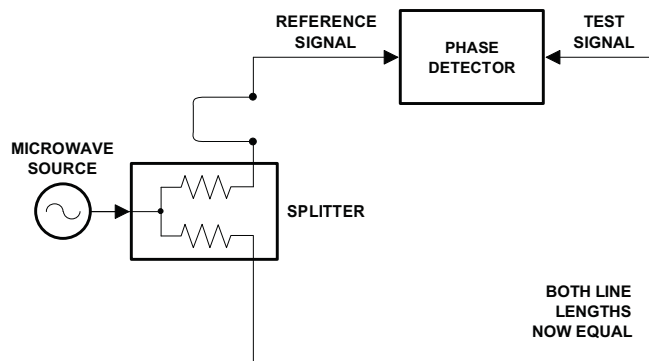 REFERENCE
SIGNAL
PHASE
DETECTOR
TEST
SIGNAL
MICROWAVE
SOURCE
SPLITTER
BOTH LINE
LENGTHS
NOW EQUAL